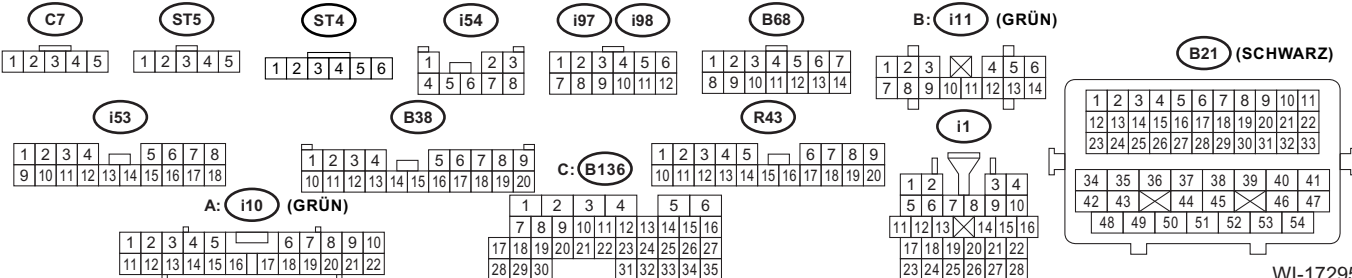 C7
1 2 3 4 5
ST5
1 2 3 4 5
ST4
1 2 3 4 5 6
i54
1 2 3
4 5 6 7 8
i97 i98
1 2 3 4 5 6
7 8 9 10 11 12
B68
1 2 3 4 5 6 7
8 9 10 11 12 13 14
B: i11 (GRÜN)
1 2 3 4 5 6
7 8 9 10 11 12 13 14
B21 (SCHWARZ)
1 2 3 4 5 6 7 8 9 10 11
12 13 14 15 16 17 18 19 20 21 22
23 24 25 26 27 28 29 30 31 32 33
34 35 36 37 38 39 40 41
42 43 44 45 46 47
48 49 50 51 52 53 54
i53
1 2 3 4 5 6 7 8
9 10 11 12 13 14 15 16 17 18
B38
1 2 3 4 5 6 7 8 9
10 11 12 13 14 15 16 17 18 19 20
R43
1 2 3 4 5 6 7 8 9
10 11 12 13 14 15 16 17 18 19 20
i1
1 2 3 4
5 6 7 8 9 10
11 12 13 14 15 16
17 18 19 20 21 22
23 24 25 26 27 28
A: i10 (GRÜN)
1 2 3 4 5 6 7 8 9 10
11 12 13 14 15 16 17 18 19 20 21 22
C: B136
1 2 3 4 5 6
7 8 9 10 11 12 13 14 15 16
17 18 19 20 21 22 23 24 25 26 27
28 29 30 31 32 33 34 35
WI-17295